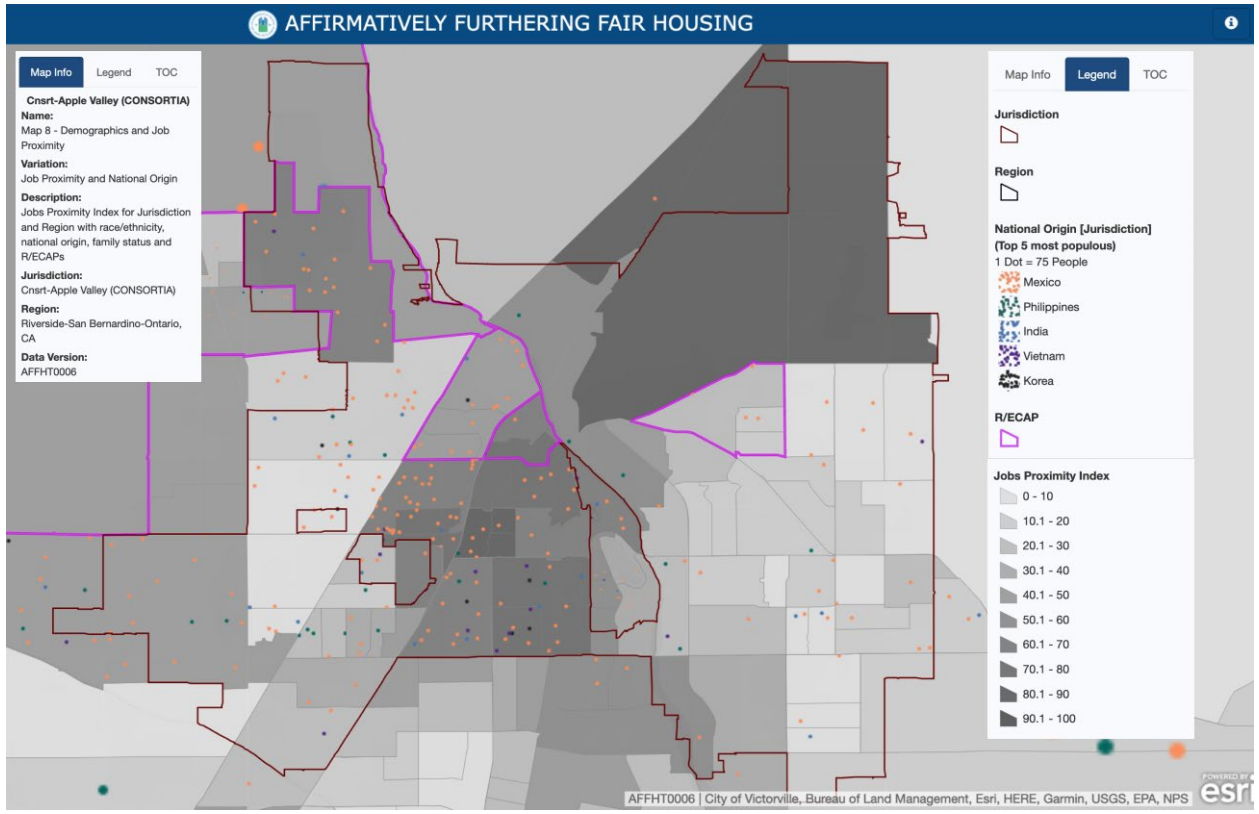 AFFIRMATIVELY FURTHERING FAIR HOUSING
Map Info Legend TOC
Cnsrt-Apple Valley (CONSORTIA)
Name:
Map 8 - Demographics and Job
Proximity
Variation:
Job Proximity and National Origin
Description:
Jobs Proximity Index for Jurisdiction
and Region with race/ethnicity,
national origin, family status and
R/ECAPs
Jurisdiction:
Cnsrt-Apple Valley (CONSORTIA)
Region:
Riverside-San Bernardino-Ontario,
CA
Data Version:
AFFHT0006
Map Info Legend TOC
Jurisdiction
Region
National Origin [Jurisdiction]
(Top 5 most populous)
1 Dot = 75 People
Mexico
Philippines
India
Vietnam
Korea
R/ECAP
Jobs Proximity Index
0 - 10
10.1 - 20
20.1 - 30
30.1 - 40
40.1 - 50
50.1 - 60
60.1 - 70
70.1 - 80
80.1 - 90
90.1 - 100
AFFHT0006 | City of Victorville, Bureau of Land Management, Esri, HERE, Garmin, USGS, EPA, NPS
POWERED BY
esri